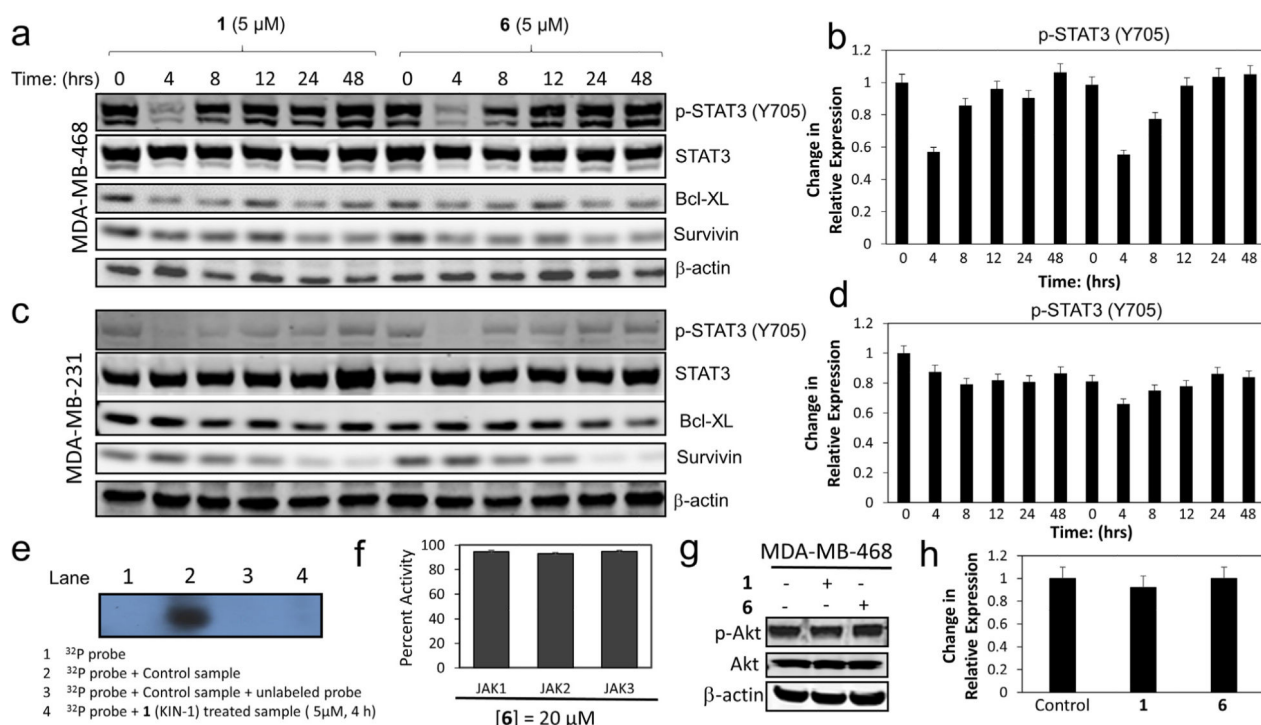 a
1 (5 µM) 6 (5 µM)
Time: (hrs) 0 4 8 12 24 48 0 4 8 12 24 48
MDA-MB-468
p-STAT3 (Y705)
STAT3
Bcl-XL
Survivin
β-actin
b
p-STAT3 (Y705)
Change in
Relative Expression
1.2
1
0.8
0.6
0.4
0.2
0
0 4 8 12 24 48 0 4 8 12 24 48
Time: (hrs)
c
MDA-MB-231
p-STAT3 (Y705)
STAT3
Bcl-XL
Survivin
β-actin
d
p-STAT3 (Y705)
Change in
Relative Expression
1.2
1
0.8
0.6
0.4
0.2
0
0 4 8 12 24 48 0 4 8 12 24 48
Time: (hrs)
e
Lane 1 2 3 4
1 ³²P probe
2 ³²P probe + Control sample
3 ³²P probe + Control sample + unlabeled probe
4 ³²P probe + 1 (KIN-1) treated sample ( 5µM, 4 h)
f
Percent Activity
100
80
60
40
20
0
JAK1 JAK2 JAK3
[6] = 20 µM
g
MDA-MB-468
1 - + -
6 - - +
p-Akt
Akt
β-actin
h
Change in
Relative Expression
1.2
1
0.8
0.6
0.4
0.2
0
Control 1 6